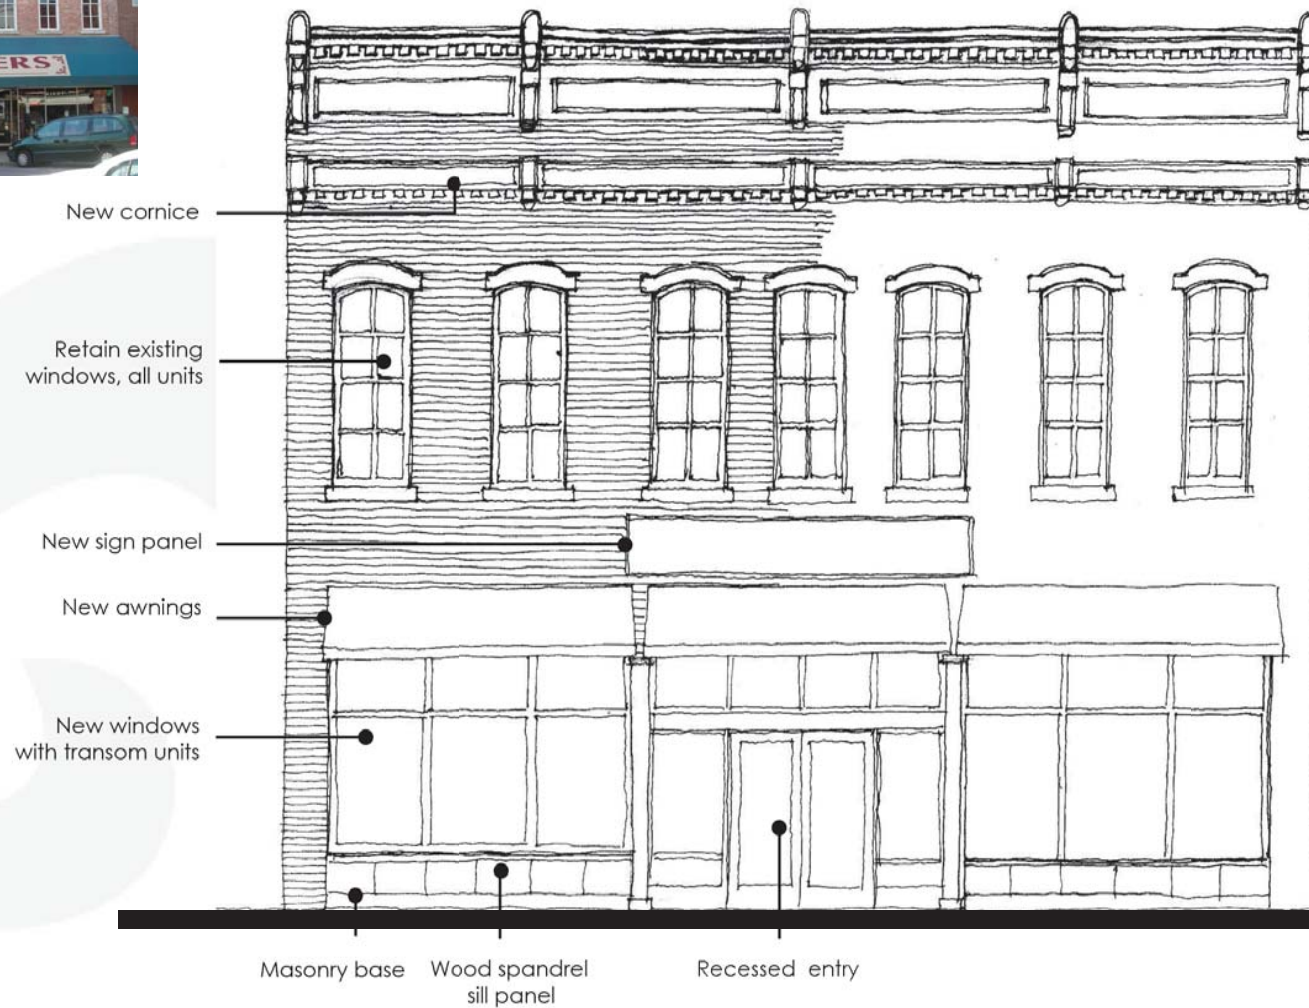 ERS
New cornice
Retain existing
windows, all units
New sign panel
New awnings
New windows
with transom units
Masonry base
Wood spandrel
sill panel
Recessed entry